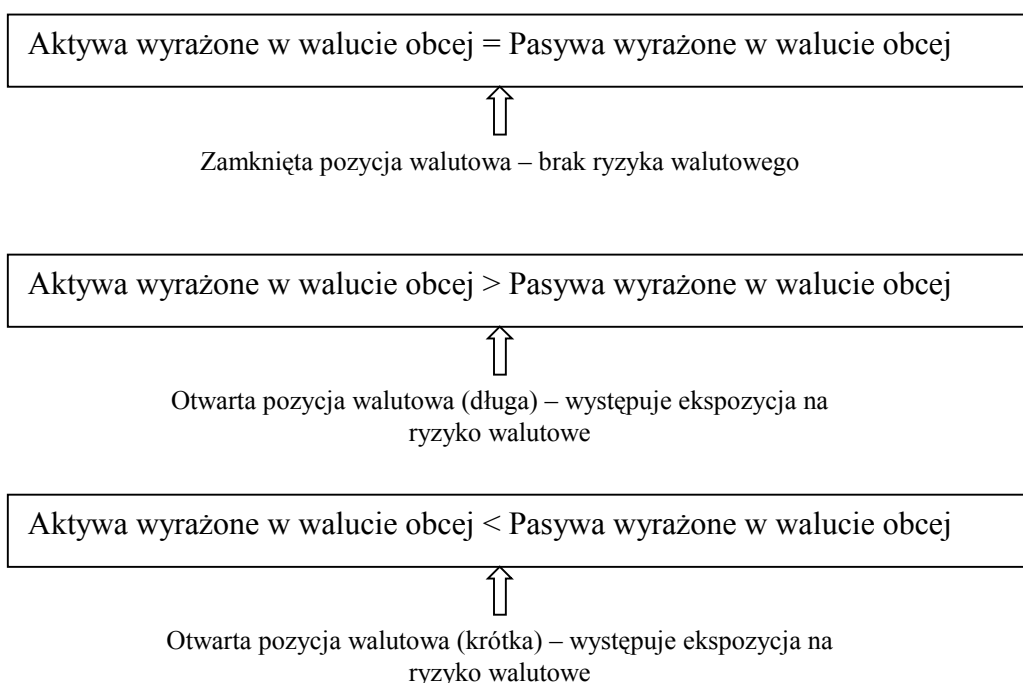 Aktywa wyrażone w walucie obcej = Pasywa wyrażone w walucie obcej
Zamknięta pozycja walutowa – brak ryzyka walutowego
Aktywa wyrażone w walucie obcej > Pasywa wyrażone w walucie obcej
Otwarta pozycja walutowa (długa) – występuje ekspozycja na
ryzyko walutowe
Aktywa wyrażone w walucie obcej < Pasywa wyrażone w walucie obcej
Otwarta pozycja walutowa (krótka) – występuje ekspozycja na
ryzyko walutowe